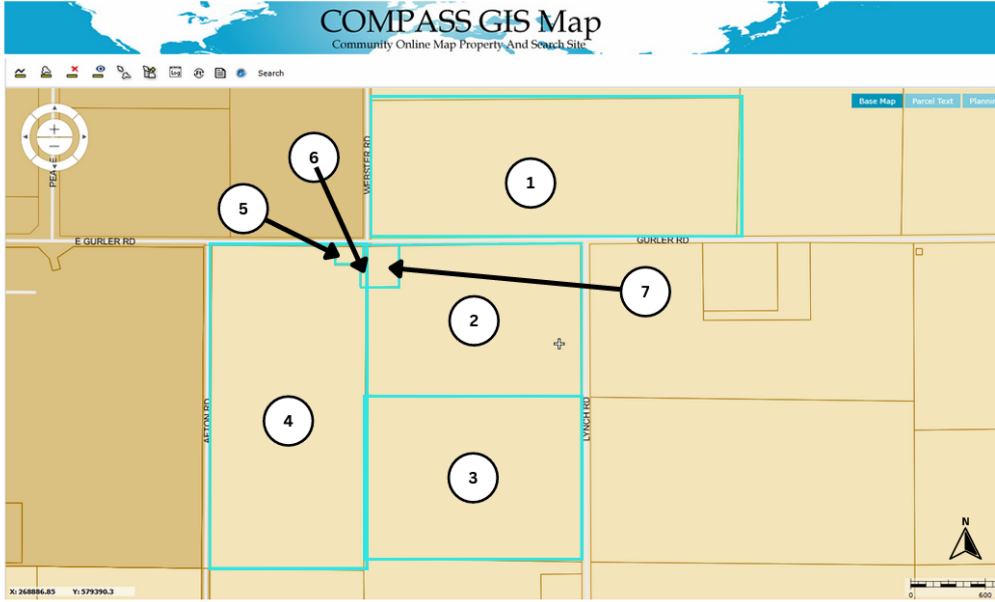 COMPASS GIS Map
Community Online Map Property And Search Site
Search
Base Map
Parcel Text
WEBSTER RD
6
1
5
E GURLER RD
GURLER RD
7
2
AFTON RD
LYNCH RD
4
3
N
X: 268886.85 Y: 579390.3
0 600